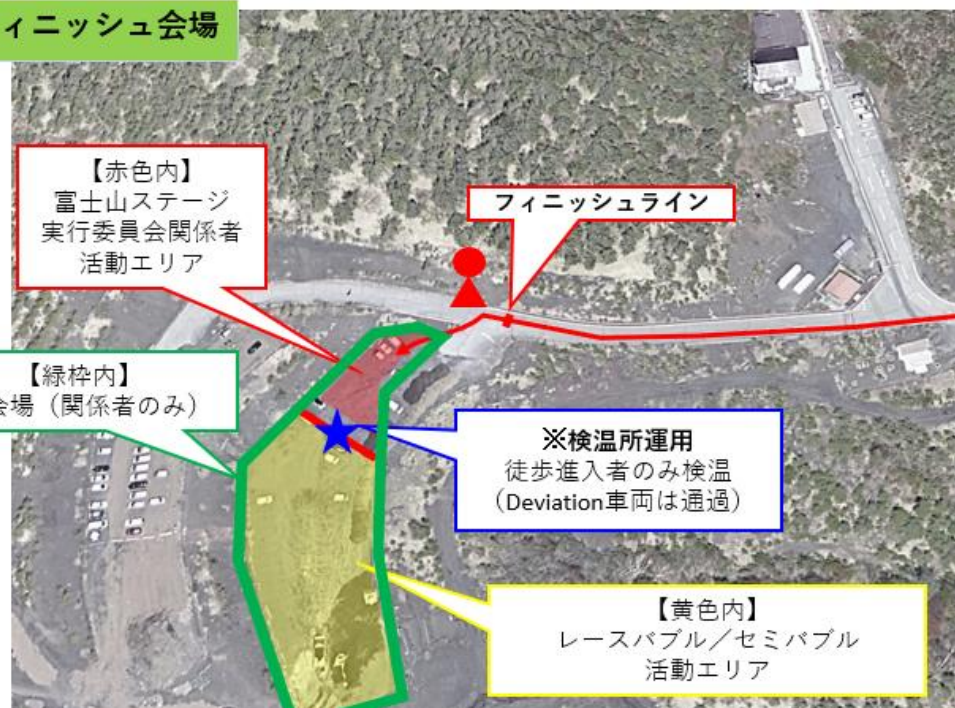 ィニッシュ会場
【赤色内】
富士山ステージ
実行委員会関係者
活動エリア
フィニッシュライン
【緑枠内】
会場（関係者のみ）
※検温所運用
徒歩進入者のみ検温
（Deviation車両は通過）
【黄色内】
レースバブル／セミバブル
活動エリア